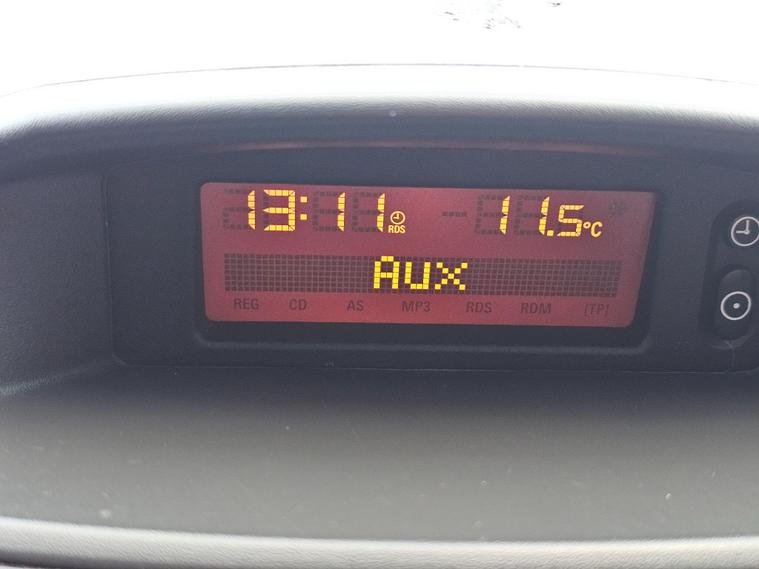 13:11 RDS 11.5°C
AUX
REG CD AS MP3 RDS RDM [TP]